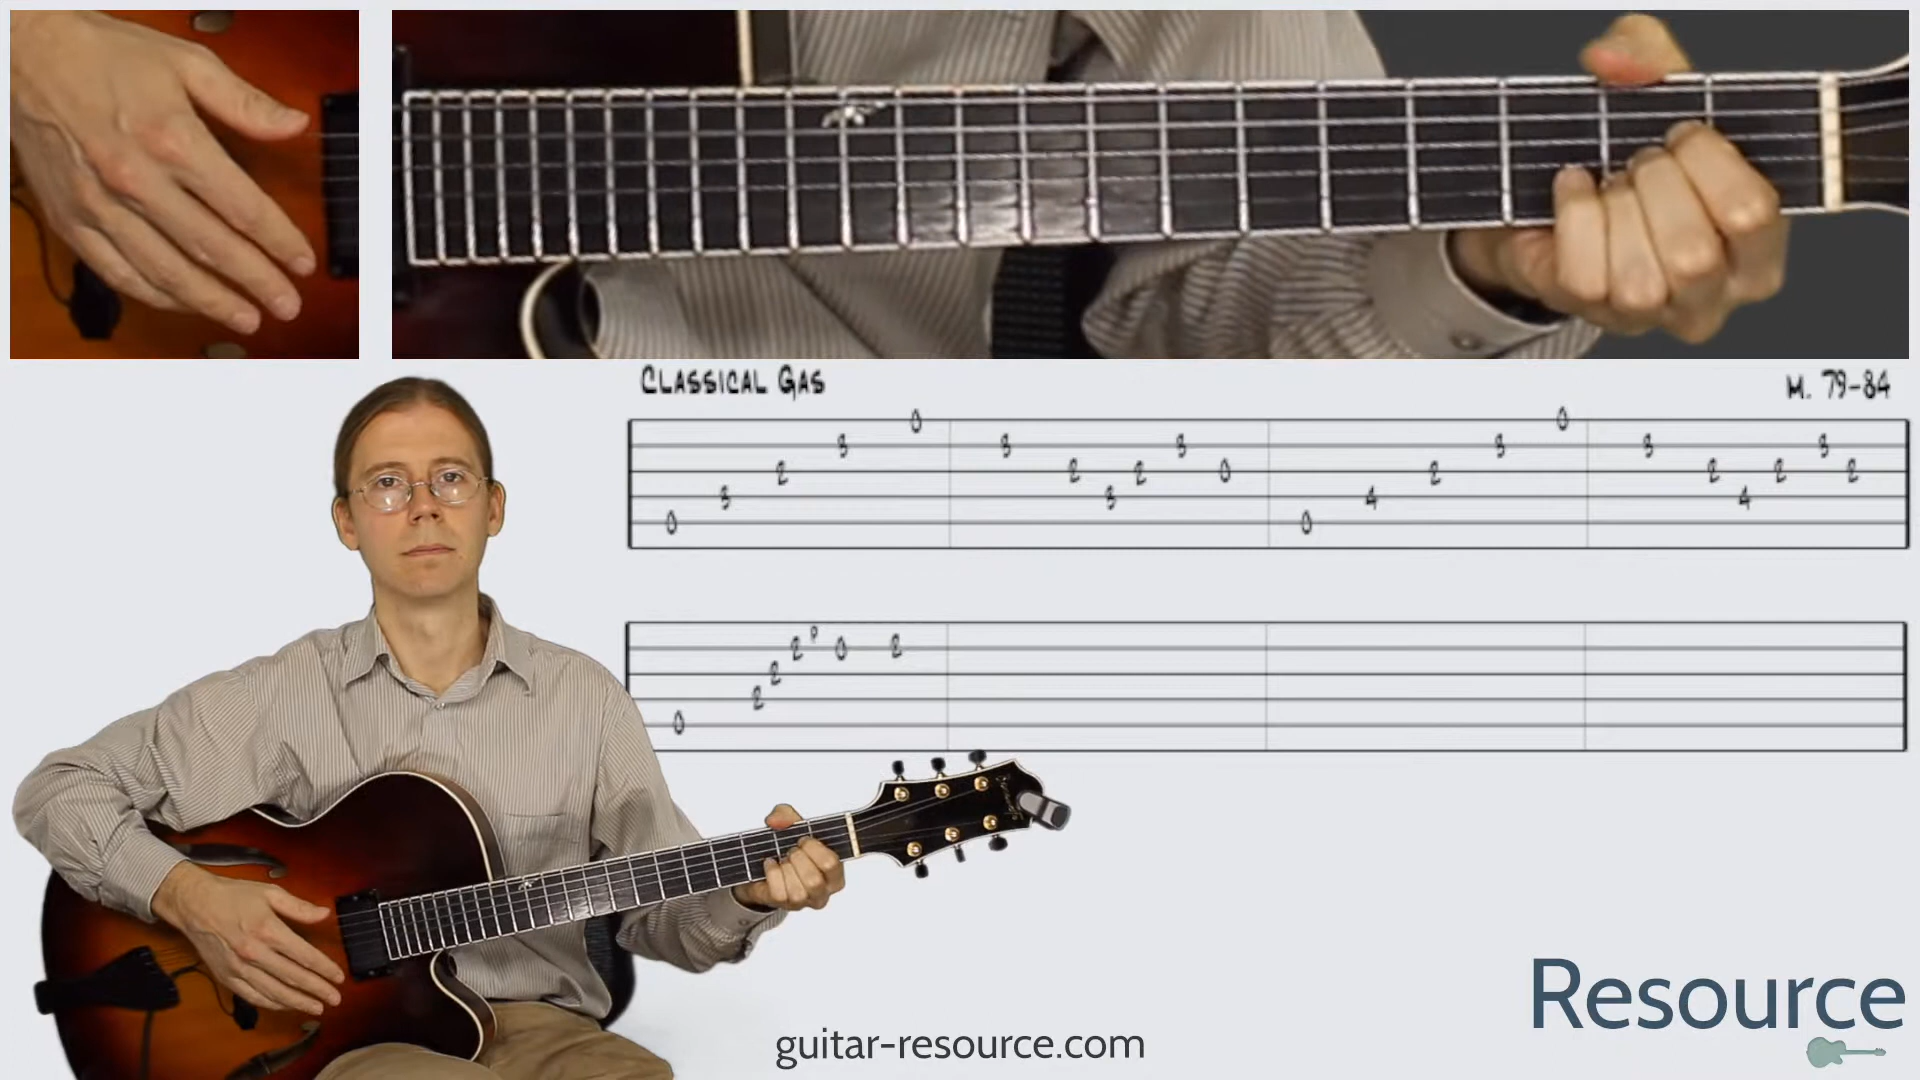 CLASSICAL GAS
M. 79-84
0 3 2 3 0 3 2 3 2 3 0 0 4 2 3 0 3 2 4 2 3 2
0 2 2 2 P 0 2
Resource
guitar-resource.com